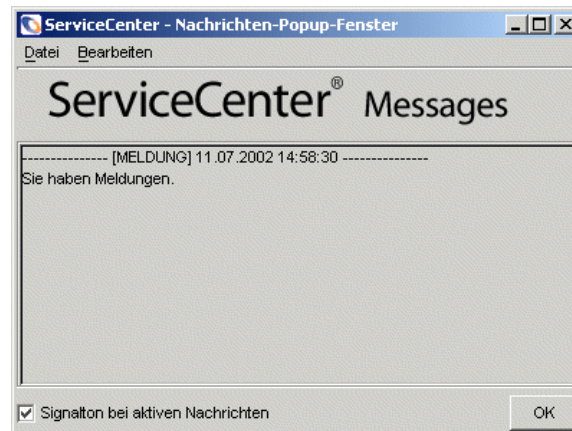 ServiceCenter - Nachrichten-Popup-Fenster
Datei Bearbeiten
ServiceCenter® Messages
--------------- [MELDUNG] 11.07.2002 14:58:30 ---------------
Sie haben Meldungen.
Signalton bei aktiven Nachrichten
OK